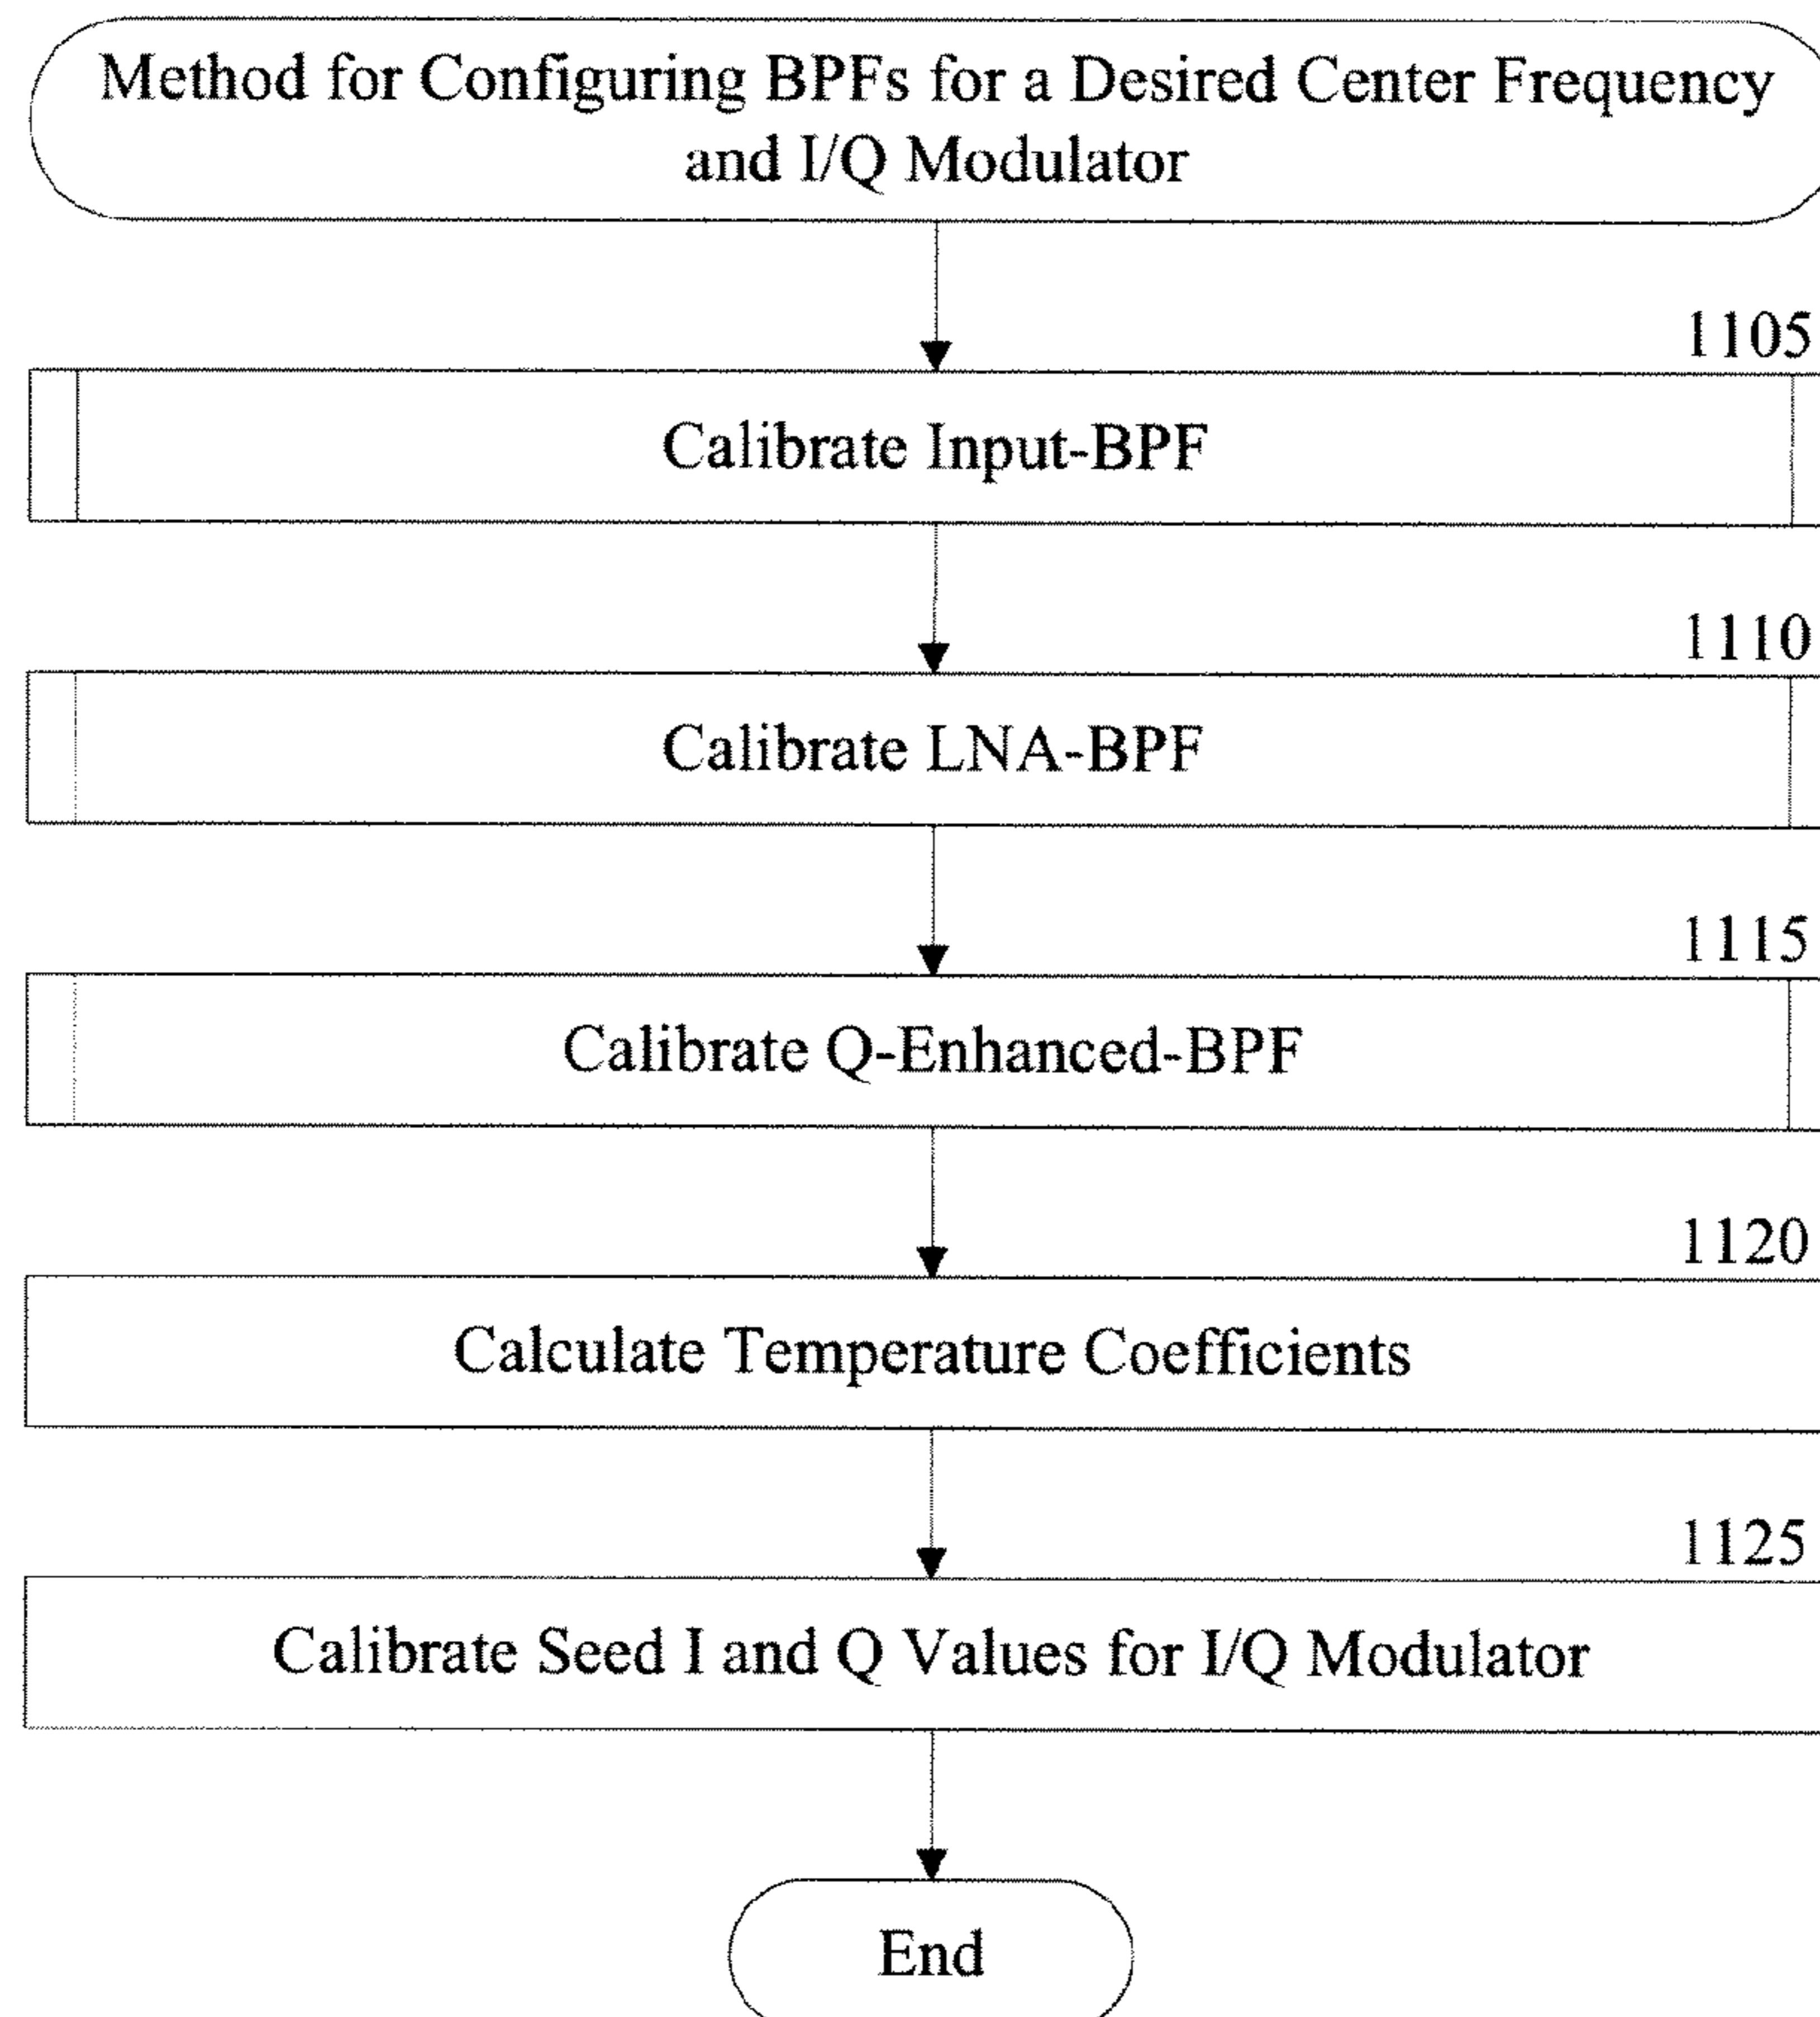 Method for Configuring BPFs for a Desired Center Frequency
and I/Q Modulator
1105
Calibrate Input-BPF
1110
Calibrate LNA-BPF
1115
Calibrate Q-Enhanced-BPF
1120
Calculate Temperature Coefficients
1125
Calibrate Seed I and Q Values for I/Q Modulator
End